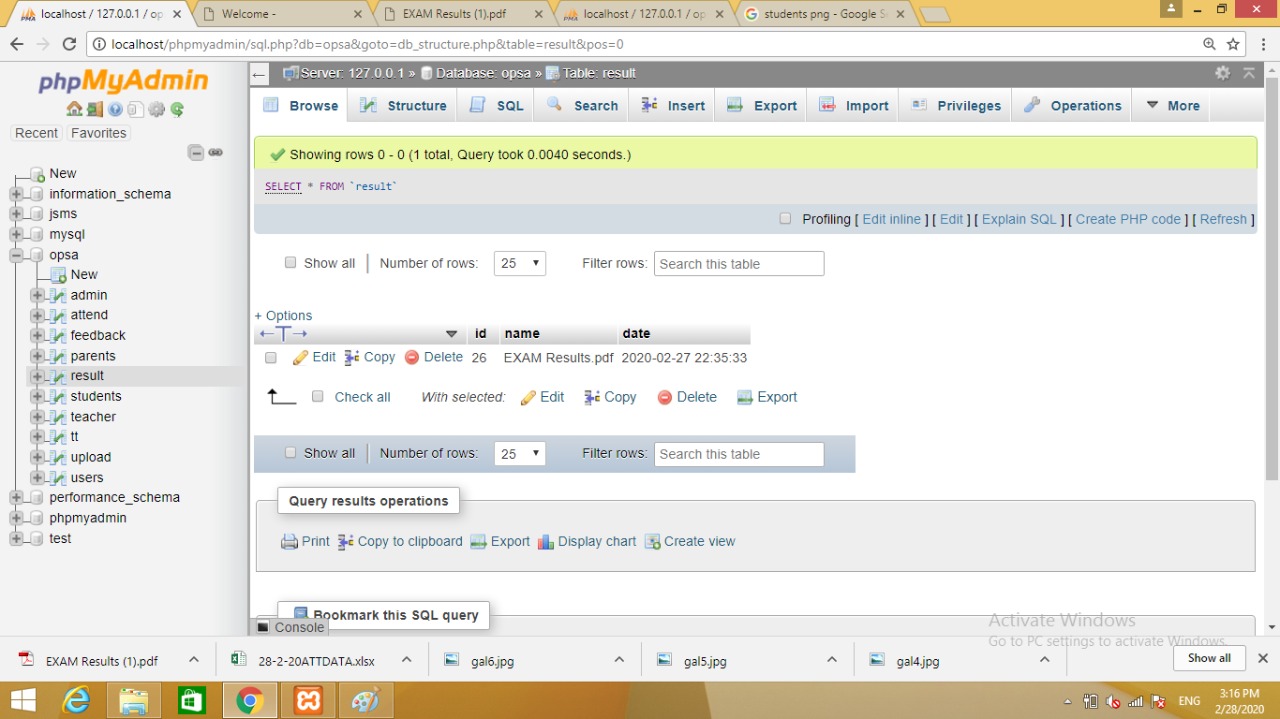 localhost / 127.0.0.1 / op
Welcome -
EXAM Results (1).pdf
localhost / 127.0.0.1 / op
students png - Google S
localhost/phpmyadmin/sql.php?db=opsa&goto=db_structure.php&table=result&pos=0
phpMyAdmin
Recent Favorites
New
information_schema
jsms
mysql
opsa
New
admin
attend
feedback
parents
result
students
teacher
tt
upload
users
performance_schema
phpmyadmin
test
Server: 127.0.0.1 » Database: opsa » Table: result
Browse Structure SQL Search Insert Export Import Privileges Operations More
Showing rows 0 - 0 (1 total, Query took 0.0040 seconds.)
SELECT * FROM `result`
Profiling [ Edit inline ] [ Edit ] [ Explain SQL ] [ Create PHP code ] [ Refresh ]
Show all | Number of rows: 25 Filter rows: Search this table
+ Options
id name date
Edit Copy Delete 26 EXAM Results.pdf 2020-02-27 22:35:33
Check all With selected: Edit Copy Delete Export
Show all | Number of rows: 25 Filter rows: Search this table
Query results operations
Print Copy to clipboard Export Display chart Create view
Bookmark this SQL query
Console
Activate Windows
Go to PC settings to activate Windows.
EXAM Results (1).pdf 28-2-20ATTDATA.xlsx gal6.jpg gal5.jpg gal4.jpg Show all
ENG
3:16 PM
2/28/2020